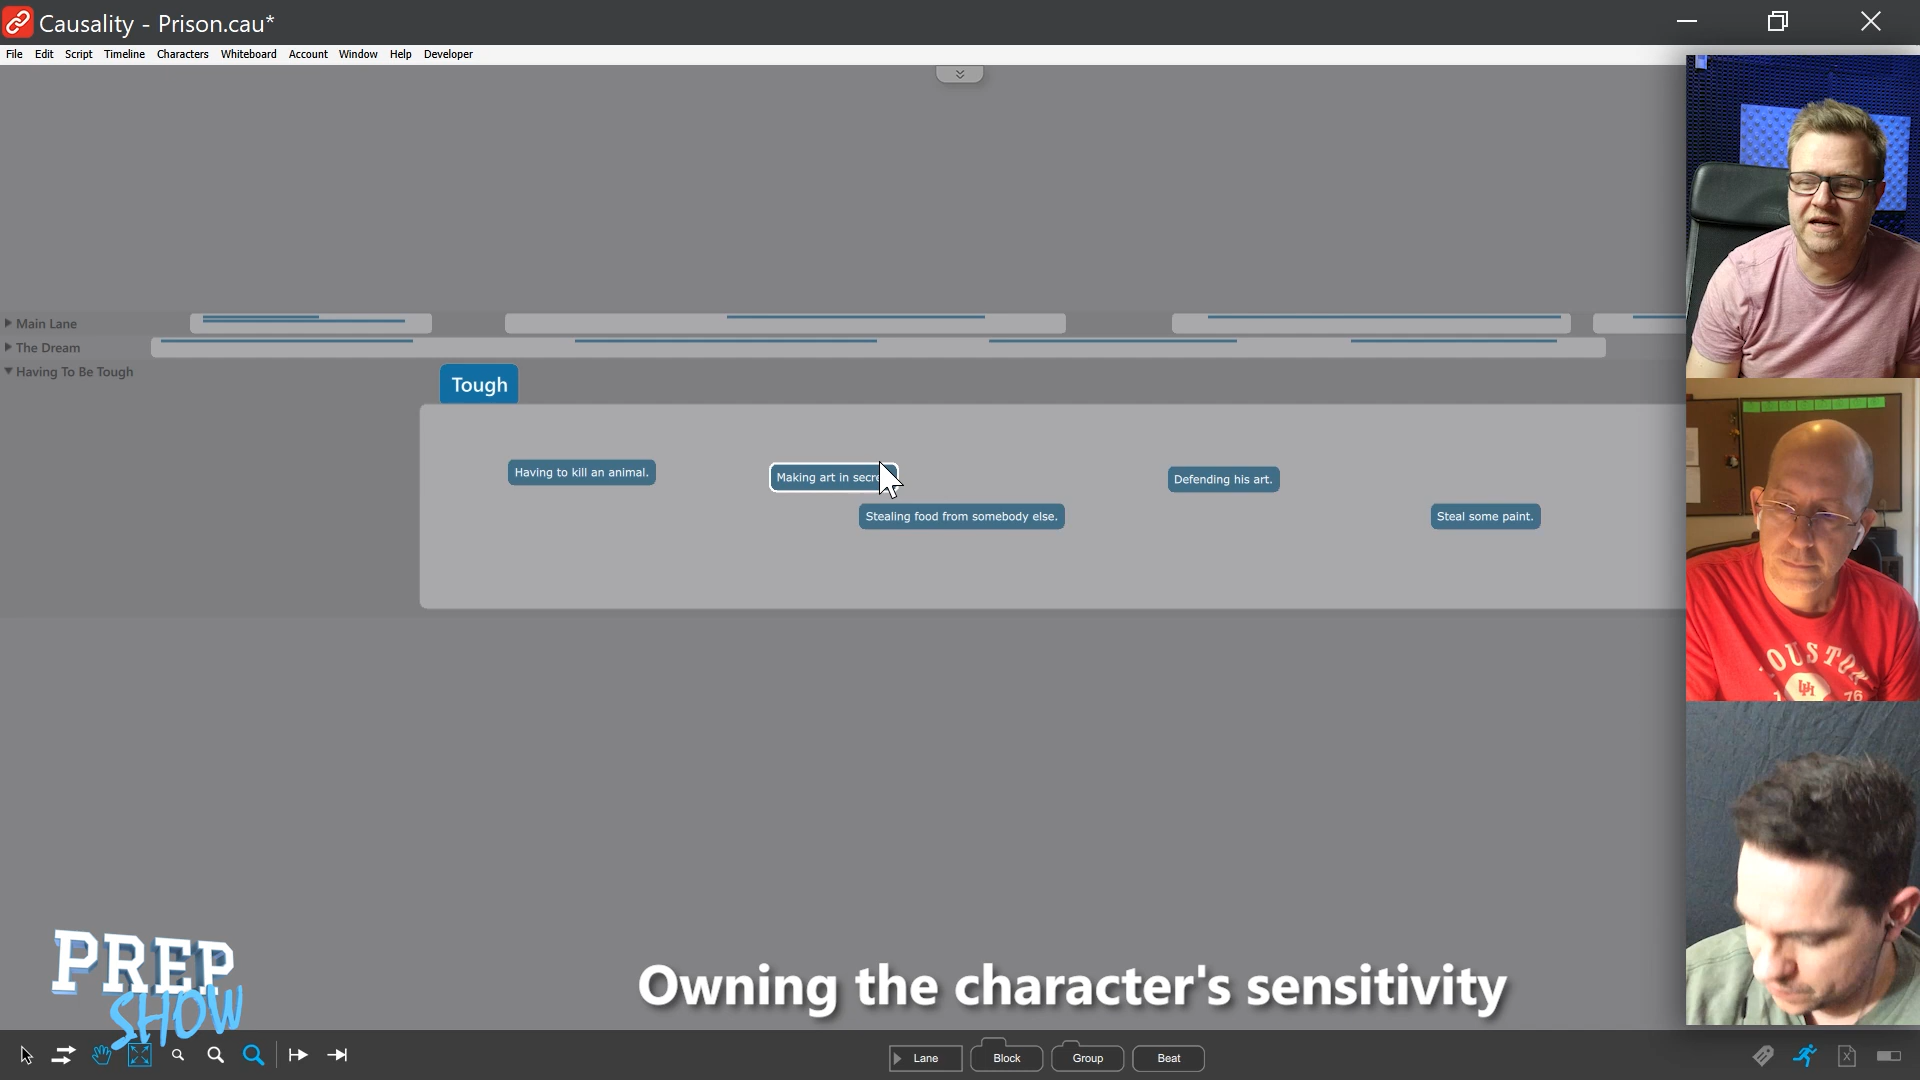 Causality - Prison.cau*
File Edit Script Timeline Characters Whiteboard Account Window Help Developer
Main Lane
The Dream
Having To Be Tough
Tough
Having to kill an animal.
Making art in
Defending his art.
Stealing food from somebody else.
Steal some paint.
HOUSTON
76
PREP
SHOW
Owning the character's sensitivity
Lane
Block
Group
Beat